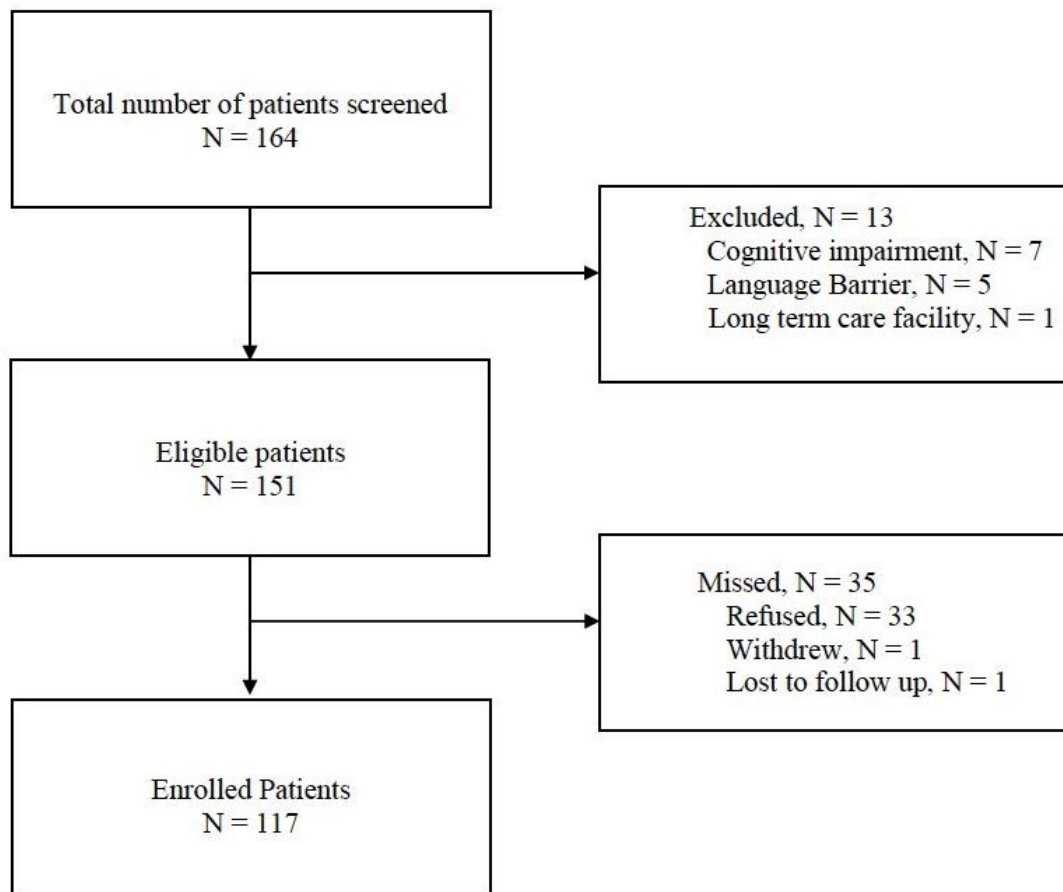 Total number of patients screened
N = 164
Excluded, N = 13
Cognitive impairment, N = 7
Language Barrier, N = 5
Long term care facility, N = 1
Eligible patients
N = 151
Missed, N = 35
Refused, N = 33
Withdrew, N = 1
Lost to follow up, N = 1
Enrolled Patients
N = 117